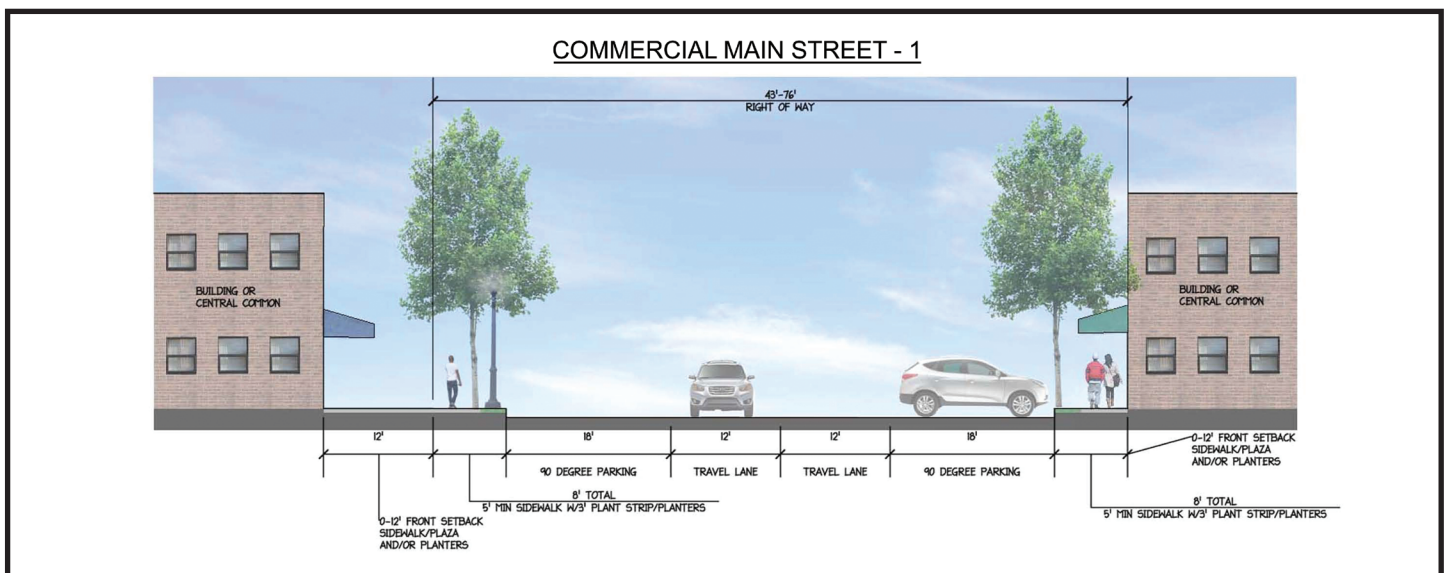 COMMERCIAL MAIN STREET - 1
43'-76'
RIGHT OF WAY
BUILDING OR
CENTRAL COMMON
BUILDING OR
CENTRAL COMMON
12'
18'
12'
12'
18'
90 DEGREE PARKING
TRAVEL LANE
TRAVEL LANE
90 DEGREE PARKING
0-12' FRONT SETBACK
SIDEWALK/PLAZA
AND/OR PLANTERS
8' TOTAL
5' MIN SIDEWALK W/3' PLANT STRIP/PLANTERS
8' TOTAL
5' MIN SIDEWALK W/3' PLANT STRIP/PLANTERS
0-12' FRONT SETBACK
SIDEWALK/PLAZA
AND/OR PLANTERS